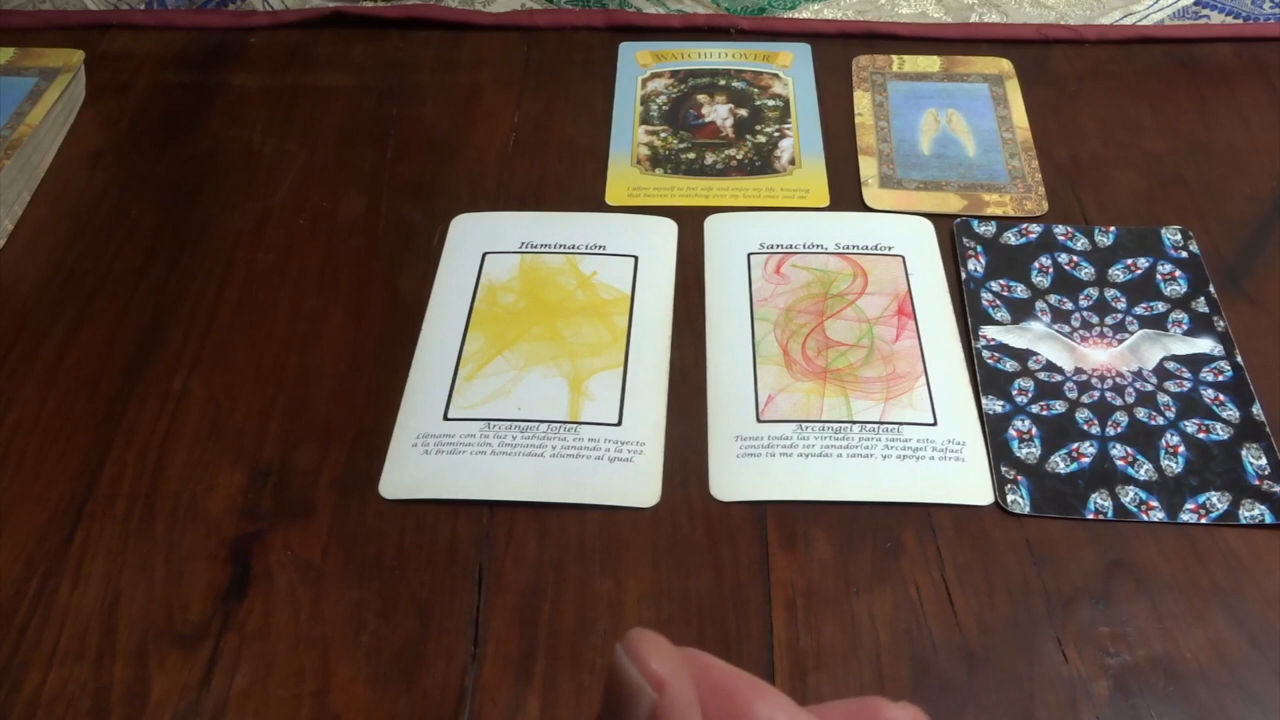 WATCHED OVER
I allow myself to feel safe and enjoy my life, knowing
that heaven is watching over my loved ones and me
Iluminación
Arcángel Jofiel:
Lléname con tu luz y sabiduría, en mi trayecto
a la iluminación, limpiando y sanando a la vez.
Al brillar con honestidad, alumbro al igual.
Sanación, Sanador
Arcángel Rafael:
Tienes todas las virtudes para sanar esto. ¿Haz
considerado ser sanador(a)? Arcángel Rafael
cómo tú me ayudas a sanar, yo apoyo a otr@s.